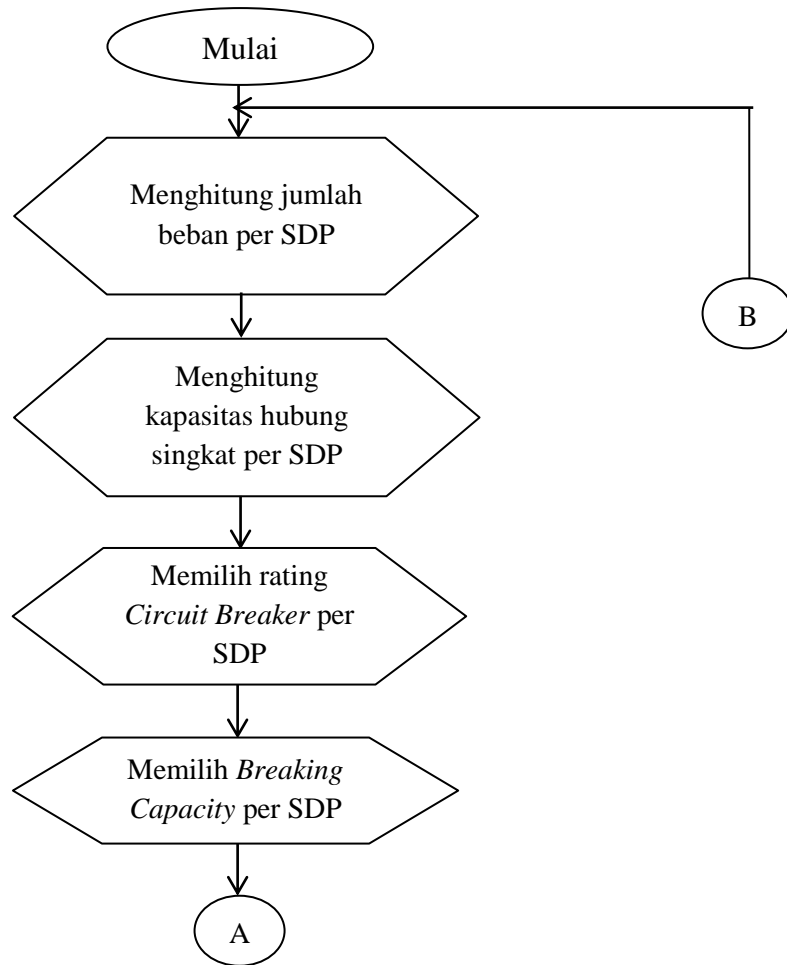 Mulai
Menghitung jumlah
beban per SDP
B
Menghitung
kapasitas hubung
singkat per SDP
Memilih rating
Circuit Breaker per
SDP
Memilih Breaking
Capacity per SDP
A